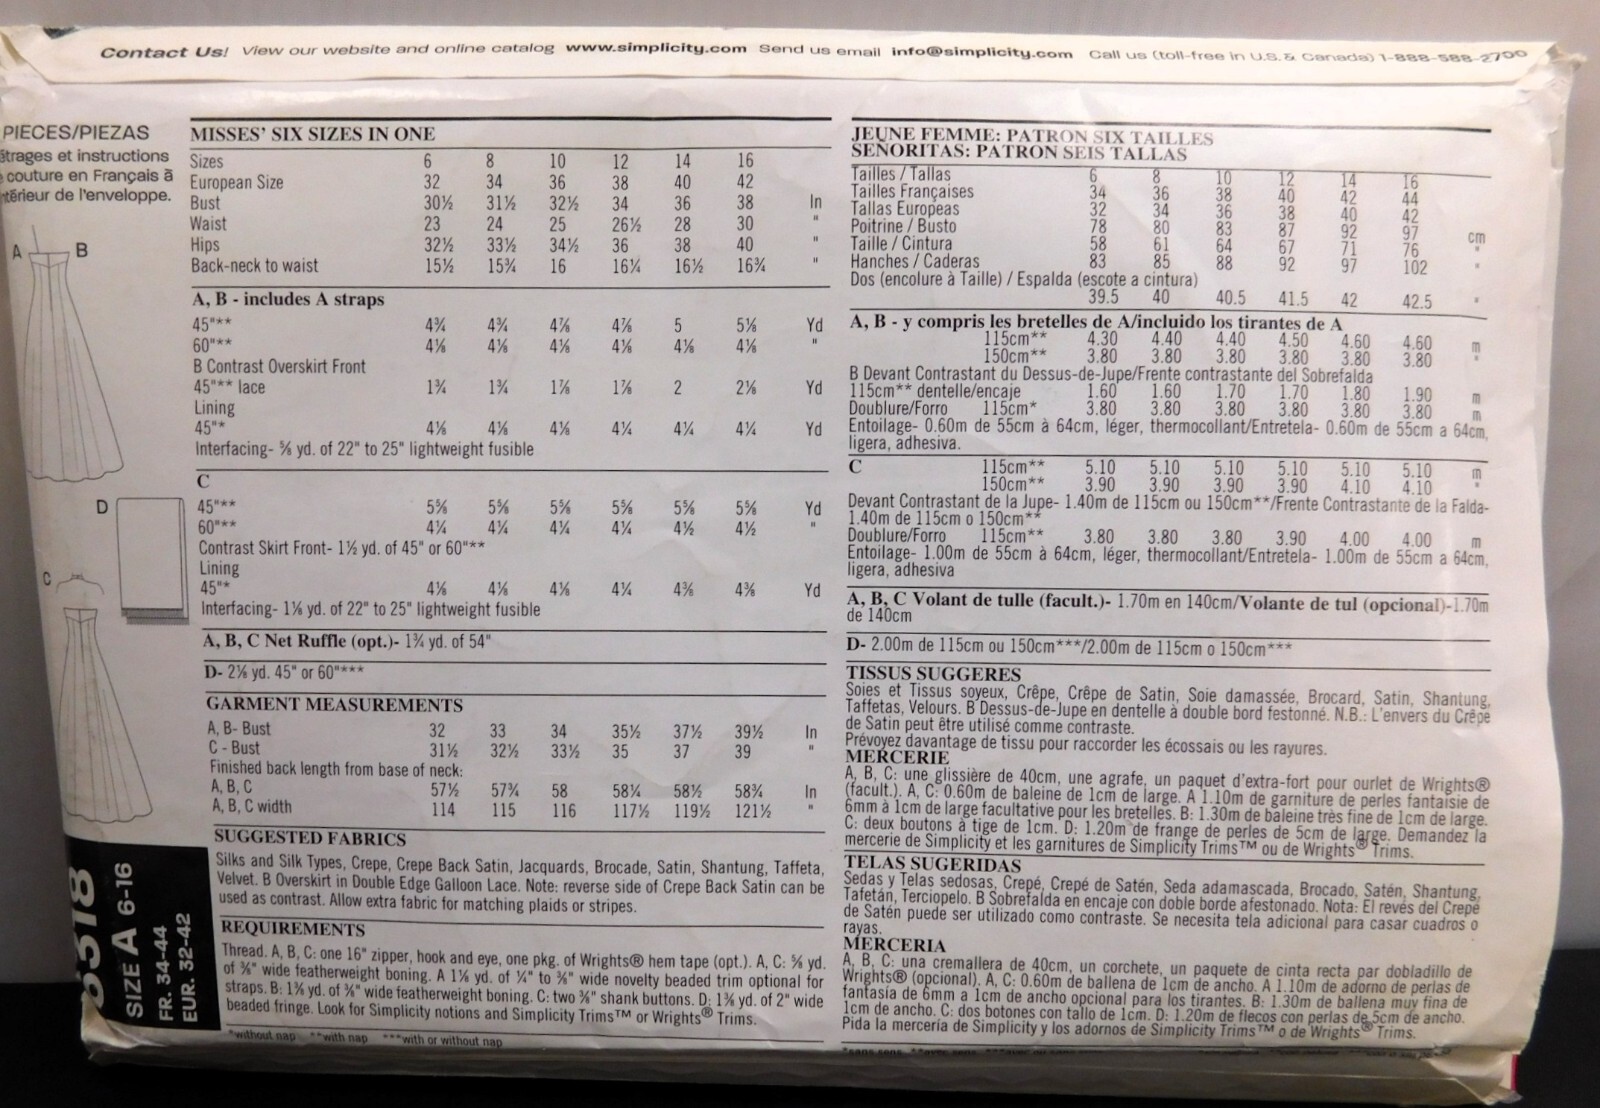 Contact Us! View our website and online catalog www.simplicity.com Send us email info@simplicity.com Call us (toll-free in U.S. & Canada) 1-888-588-2700
PIECES/PIEZAS
et instructions
couture en Français à
de l'enveloppe.
A B
D
C
MISSES' SIX SIZES IN ONE
Sizes 6 8 10 12 14 16
European Size 32 34 36 38 40 42
Bust 30½ 31½ 32½ 34 36 38 In
Waist 23 24 25 26½ 28 30 "
Hips 32½ 33½ 34½ 36 38 40 "
Back-neck to waist 15½ 15¾ 16 16¼ 16½ 16¾ "
A, B - includes A straps
45"** 4¾ 4¾ 4⅞ 4⅞ 5 5⅛ Yd
60"** 4⅛ 4⅛ 4⅛ 4⅛ 4⅛ 4⅛ "
B Contrast Overskirt Front
45"** lace 1¾ 1¾ 1⅞ 1⅞ 2 2⅛ Yd
Lining
45"* 4⅛ 4⅛ 4⅛ 4¼ 4¼ 4¼ Yd
Interfacing- ⅝ yd. of 22" to 25" lightweight fusible
C
45"** 5⅝ 5⅝ 5⅝ 5⅝ 5⅝ 5⅝ Yd
60"** 4¼ 4¼ 4¼ 4¼ 4½ 4½ "
Contrast Skirt Front- 1½ yd. of 45" or 60"**
Lining
45"* 4⅛ 4⅛ 4⅛ 4¼ 4⅜ 4⅜ Yd
Interfacing- 1⅛ yd. of 22" to 25" lightweight fusible
A, B, C Net Ruffle (opt.)- 1¾ yd. of 54"
D- 2⅛ yd. 45" or 60"***
GARMENT MEASUREMENTS
A, B- Bust 32 33 34 35½ 37½ 39½ In
C - Bust 31½ 32½ 33½ 35 37 39 "
Finished back length from base of neck:
A, B, C 57½ 57¾ 58 58¼ 58½ 58¾ In
A, B, C width 114 115 116 117½ 119½ 121½ "
SUGGESTED FABRICS
Silks and Silk Types, Crepe, Crepe Back Satin, Jacquards, Brocade, Satin, Shantung, Taffeta,
Velvet. B Overskirt in Double Edge Galloon Lace. Note: reverse side of Crepe Back Satin can be
used as contrast. Allow extra fabric for matching plaids or stripes.
REQUIREMENTS
Thread. A, B, C: one 16" zipper, hook and eye, one pkg. of Wrights® hem tape (opt.). A, C: ⅝ yd.
of ⅜" wide featherweight boning. A 1⅛ yd. of ¼" to ⅜" wide novelty beaded trim optional for
straps. B: 1⅜ yd. of ⅜" wide featherweight boning. C: two ⅜" shank buttons. D: 1⅜ yd. of 2" wide
beaded fringe. Look for Simplicity notions and Simplicity Trims™ or Wrights® Trims.
*without nap **with nap ***with or without nap
SIZE A 6-16
FR. 34-44
EUR. 32-42
JEUNE FEMME: PATRON SIX TAILLES
SENORITAS: PATRON SEIS TALLAS
Tailles / Tallas 6 8 10 12 14 16
Tailles Françaises 34 36 38 40 42 44
Tallas Europeas 32 34 36 38 40 42
Poitrine / Busto 78 80 83 87 92 97 cm
Taille / Cintura 58 61 64 67 71 76 "
Hanches / Caderas 83 85 88 92 97 102 "
Dos (encolure à Taille) / Espalda (escote a cintura)
39.5 40 40.5 41.5 42 42.5 "
A, B - y compris les bretelles de A/incluido los tirantes de A
115cm** 4.30 4.40 4.40 4.50 4.60 4.60 m
150cm** 3.80 3.80 3.80 3.80 3.80 3.80 "
B Devant Contrastant du Dessus-de-Jupe/Frente contrastante del Sobrefalda
115cm** dentelle/encaje 1.60 1.60 1.70 1.70 1.80 1.90 m
Doublure/Forro 115cm* 3.80 3.80 3.80 3.80 3.80 3.80 m
Entoilage- 0.60m de 55cm à 64cm, léger, thermocollant/Entretela- 0.60m de 55cm a 64cm,
ligera, adhesiva.
C 115cm** 5.10 5.10 5.10 5.10 5.10 5.10 m
150cm** 3.90 3.90 3.90 3.90 4.10 4.10 "
Devant Contrastant de la Jupe- 1.40m de 115cm ou 150cm**/Frente Contrastante de la Falda-
1.40m de 115cm o 150cm**
Doublure/Forro 115cm** 3.80 3.80 3.80 3.90 4.00 4.00 m
Entoilage- 1.00m de 55cm à 64cm, léger, thermocollant/Entretela- 1.00m de 55cm a 64cm,
ligera, adhesiva
A, B, C Volant de tulle (facult.)- 1.70m en 140cm/Volante de tul (opcional)-1.70m
de 140cm
D- 2.00m de 115cm ou 150cm***/2.00m de 115cm o 150cm***
TISSUS SUGGERES
Soies et Tissus soyeux, Crêpe, Crêpe de Satin, Soie damassée, Brocard, Satin, Shantung,
Taffetas, Velours. B Dessus-de-Jupe en dentelle à double bord festonné. N.B.: L'envers du Crêpe
de Satin peut être utilisé comme contraste.
Prévoyez davantage de tissu pour raccorder les écossais ou les rayures.
MERCERIE
A, B, C: une glissière de 40cm, une agrafe, un paquet d'extra-fort pour ourlet de Wrights®
(facult.). A, C: 0.60m de baleine de 1cm de large. A 1.10m de garniture de perles fantaisie de
6mm à 1cm de large facultative pour les bretelles. B: 1.30m de baleine très fine de 1cm de large.
C: deux boutons à tige de 1cm. D: 1.20m de frange de perles de 5cm de large. Demandez la
mercerie de Simplicity et les garnitures de Simplicity Trims™ ou de Wrights® Trims.
TELAS SUGERIDAS
Sedas y Telas sedosas, Crepé, Crepé de Satén, Seda adamascada, Brocado, Satén, Shantung,
Tafetán, Terciopelo. B Sobrefalda en encaje con doble borde afestonado. Nota: El revés del Crepé
de Satén puede ser utilizado como contraste. Se necesita tela adicional para casar cuadros o
rayas.
MERCERIA
A, B, C: una cremallera de 40cm, un corchete, un paquete de cinta recta par dobladillo de
Wrights® (opcional). A, C: 0.60m de ballena de 1cm de ancho. A 1.10m de adorno de perlas de
fantasía de 6mm a 1cm de ancho opcional para los tirantes. B: 1.30m de ballena muy fina de
1cm de ancho. C: dos botones con tallo de 1cm. D: 1.20m de flecos con perlas de 5cm de ancho.
Pida la mercería de Simplicity y los adornos de Simplicity Trims™ o de Wrights® Trims.